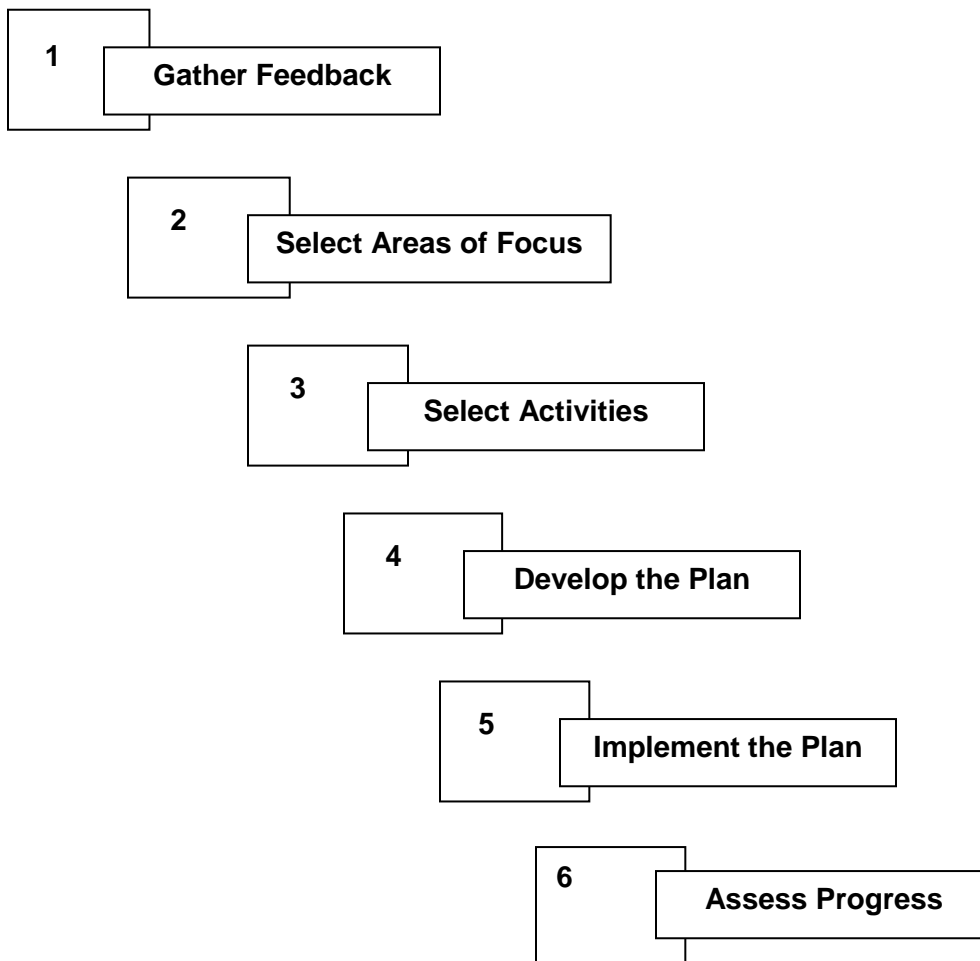 1
Gather Feedback
2
Select Areas of Focus
3
Select Activities
4
Develop the Plan
5
Implement the Plan
6
Assess Progress